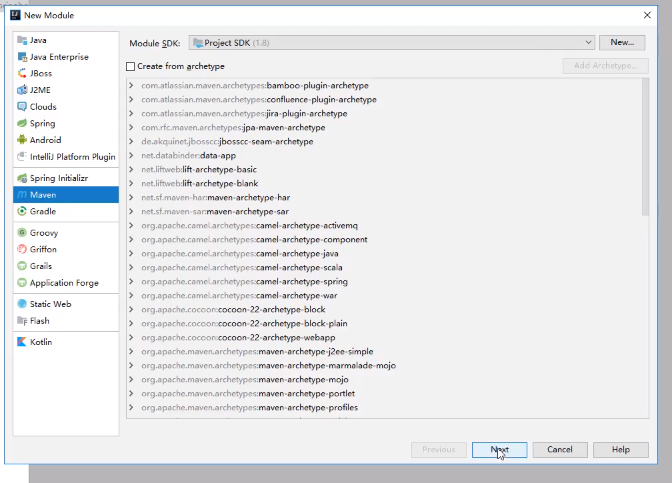 New Module
Java
Java Enterprise
JBoss
J2ME
Clouds
Spring
Android
IntelliJ Platform Plugin
Spring Initializr
Maven
Gradle
Groovy
Griffon
Grails
Application Forge
Static Web
Flash
Kotlin
Module SDK: Project SDK (1.8) New...
Create from archetype Add Archetype...
com.atlassian.maven.archetypes:bamboo-plugin-archetype
com.atlassian.maven.archetypes:confluence-plugin-archetype
com.atlassian.maven.archetypes:jira-plugin-archetype
com.rfc.maven.archetypes:jpa-maven-archetype
de.akquinet.jbosscc:jbosscc-seam-archetype
net.databinder:data-app
net.liftweb:lift-archetype-basic
net.liftweb:lift-archetype-blank
net.sf.maven-har:maven-archetype-har
net.sf.maven-sar:maven-archetype-sar
org.apache.camel.archetypes:camel-archetype-activemq
org.apache.camel.archetypes:camel-archetype-component
org.apache.camel.archetypes:camel-archetype-java
org.apache.camel.archetypes:camel-archetype-scala
org.apache.camel.archetypes:camel-archetype-spring
org.apache.camel.archetypes:camel-archetype-war
org.apache.cocoon:cocoon-22-archetype-block
org.apache.cocoon:cocoon-22-archetype-block-plain
org.apache.cocoon:cocoon-22-archetype-webapp
org.apache.maven.archetypes:maven-archetype-j2ee-simple
org.apache.maven.archetypes:maven-archetype-marmalade-mojo
org.apache.maven.archetypes:maven-archetype-mojo
org.apache.maven.archetypes:maven-archetype-portlet
org.apache.maven.archetypes:maven-archetype-profiles
Previous Next Cancel Help